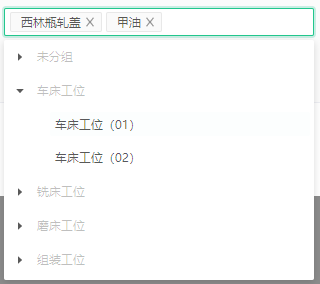 西林瓶轧盖 X 甲油 X
未分组
车床工位
车床工位（01）
车床工位（02）
铣床工位
磨床工位
组装工位